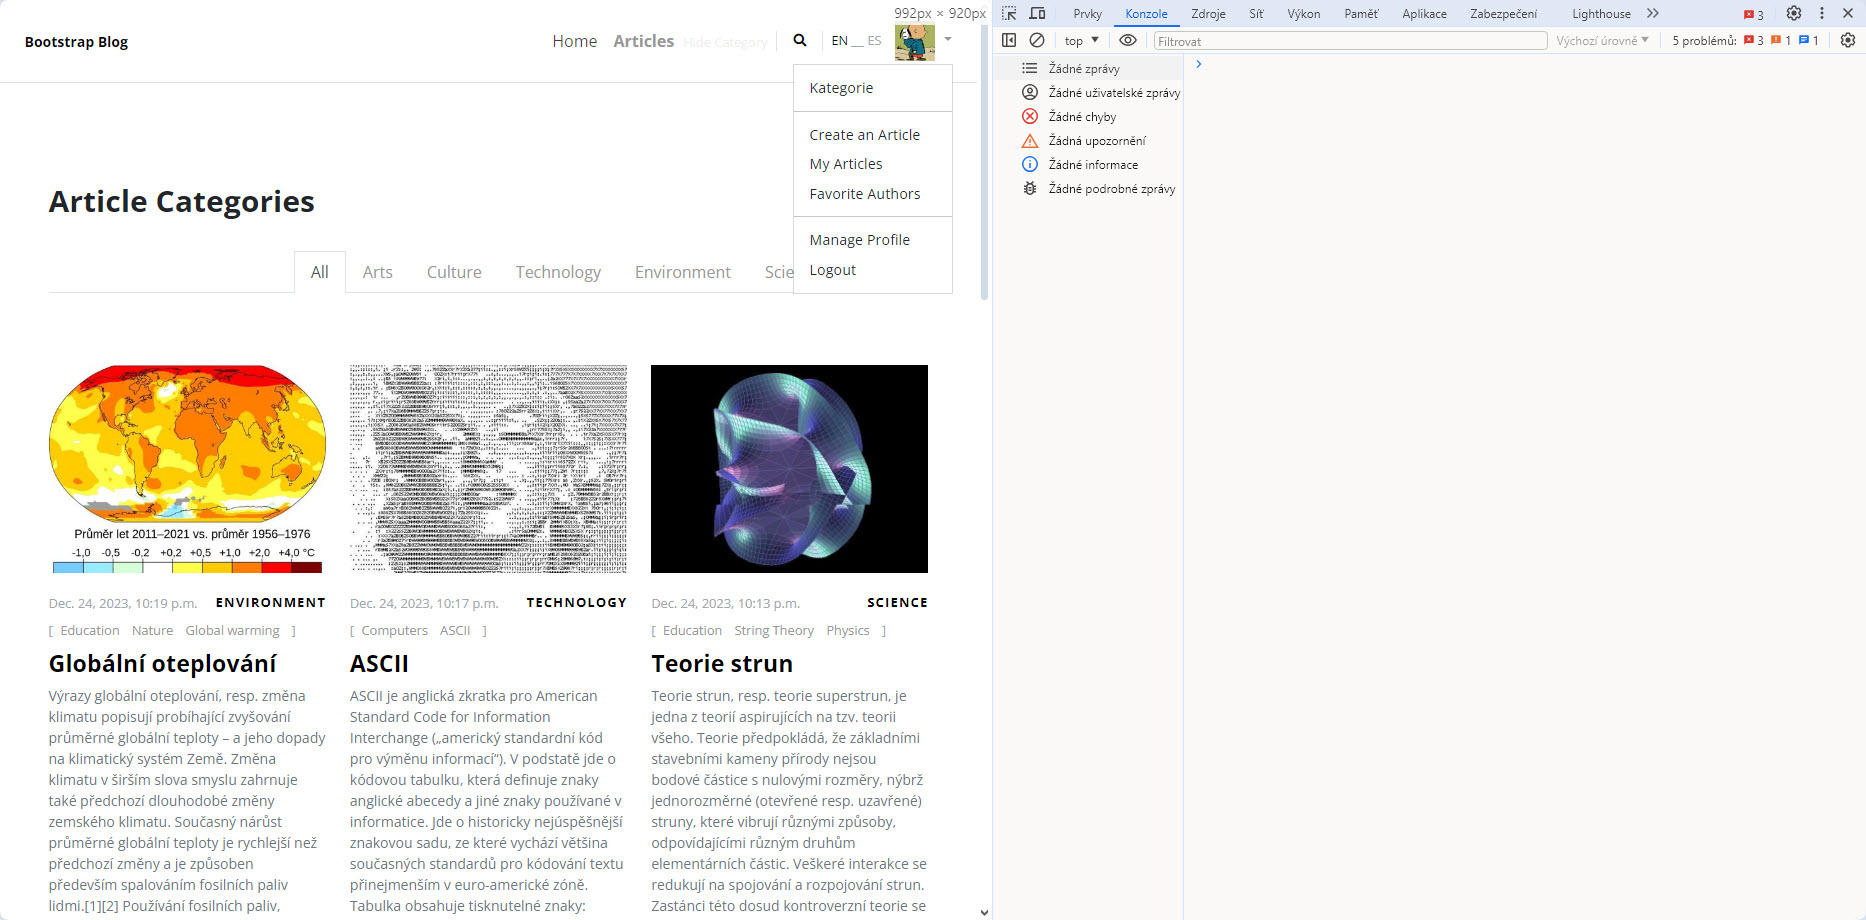 992px × 920px
Bootstrap Blog
Home Articles Hide Category EN __ ES
Kategorie
Create an Article
My Articles
Favorite Authors
Manage Profile
Logout
Article Categories
All Arts Culture Technology Environment Scie
Průměr let 2011–2021 vs. průměr 1956–1976
-1,0 -0,5 -0,2 +0,2 +0,5 +1,0 +2,0 +4,0 °C
Dec. 24, 2023, 10:19 p.m. ENVIRONMENT
[ Education Nature Global warming ]
Globální oteplování
Výrazy globální oteplování, resp. změna
klimatu popisují probíhající zvyšování
průměrné globální teploty – a jeho dopady
na klimatický systém Země. Změna
klimatu v širším slova smyslu zahrnuje
také předchozí dlouhodobé změny
zemského klimatu. Současný nárůst
průměrné globální teploty je rychlejší než
předchozí změny a je způsoben
především spalováním fosilních paliv
lidmi.[1][2] Používání fosilních paliv,
Dec. 24, 2023, 10:17 p.m. TECHNOLOGY
[ Computers ASCII ]
ASCII
ASCII je anglická zkratka pro American
Standard Code for Information
Interchange („americký standardní kód
pro výměnu informací“). V podstatě jde o
kódovou tabulku, která definuje znaky
anglické abecedy a jiné znaky používané v
informatice. Jde o historicky nejúspěšnější
znakovou sadu, ze které vychází většina
současných standardů pro kódování textu
přinejmenším v euro-americké zóně.
Tabulka obsahuje tisknutelné znaky:
Dec. 24, 2023, 10:13 p.m. SCIENCE
[ Education String Theory Physics ]
Teorie strun
Teorie strun, resp. teorie superstrun, je
jedna z teorií aspirujících na tzv. teorii
všeho. Teorie předpokládá, že základními
stavebními kameny přírody nejsou
bodové částice s nulovými rozměry, nýbrž
jednorozměrné (otevřené resp. uzavřené)
struny, které vibrují různými způsoby,
odpovídajícími různým druhům
elementárních částic. Veškeré interakce se
redukují na spojování a rozpojování strun.
Zastánci této dosud kontroverzní teorie se
Prvky Konzole Zdroje Síť Výkon Paměť Aplikace Zabezpečení Lighthouse 3
top Filtrovat Výchozí úrovně 5 problémů: 3 1 1
Žádné zprávy
Žádné uživatelské zprávy
Žádné chyby
Žádná upozornění
Žádné informace
Žádné podrobné zprávy